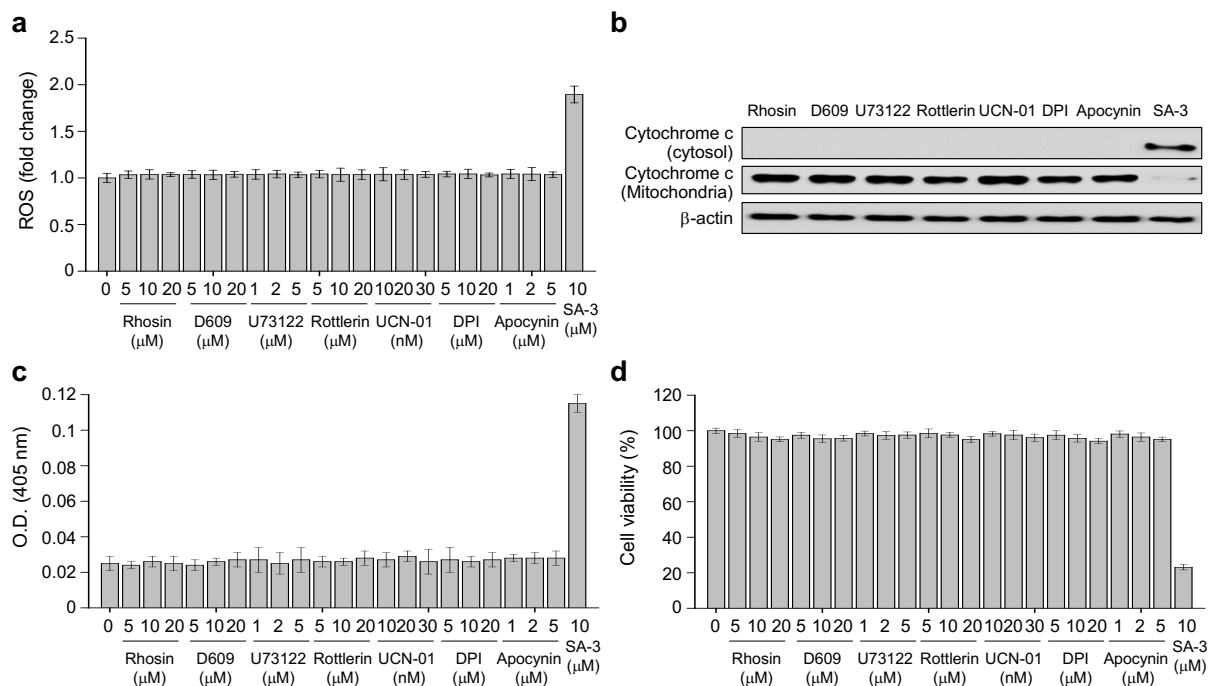 a
ROS (fold change)
2.5
2.0
1.5
1.0
0.5
0
0 5 10 20 5 10 20 1 2 5 5 10 20 10 20 30 5 10 20 1 2 5 10
Rhosin D609 U73122 Rottlerin UCN-01 DPI Apocynin SA-3
(μM) (μM) (μM) (μM) (nM) (μM) (μM) (μM)
b
Rhosin D609 U73122 Rottlerin UCN-01 DPI Apocynin SA-3
Cytochrome c
(cytosol)
Cytochrome c
(Mitochondria)
β-actin
c
O.D. (405 nm)
0.12
0.1
0.08
0.06
0.04
0.02
0
0 5 10 20 5 10 20 1 2 5 5 10 20 10 20 30 5 10 20 1 2 5 10
Rhosin D609 U73122 Rottlerin UCN-01 DPI Apocynin SA-3
(μM) (μM) (μM) (μM) (nM) (μM) (μM) (μM)
d
Cell viability (%)
120
100
80
60
40
20
0
0 5 10 20 5 10 20 1 2 5 5 10 20 10 20 30 5 10 20 1 2 5 10
Rhosin D609 U73122 Rottlerin UCN-01 DPI Apocynin SA-3
(μM) (μM) (μM) (μM) (nM) (μM) (μM) (μM)